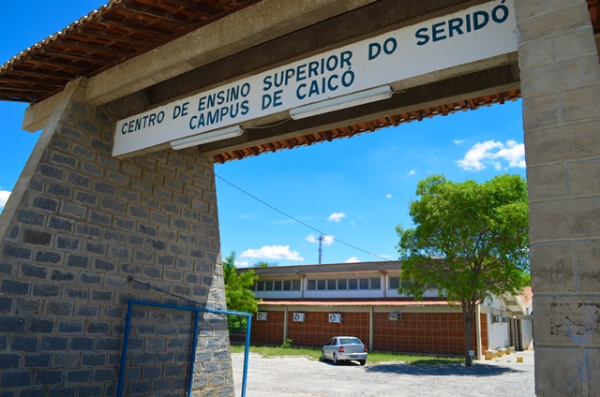 CENTRO DE ENSINO SUPERIOR DO SERIDÓ
CAMPUS DE CAICÓ